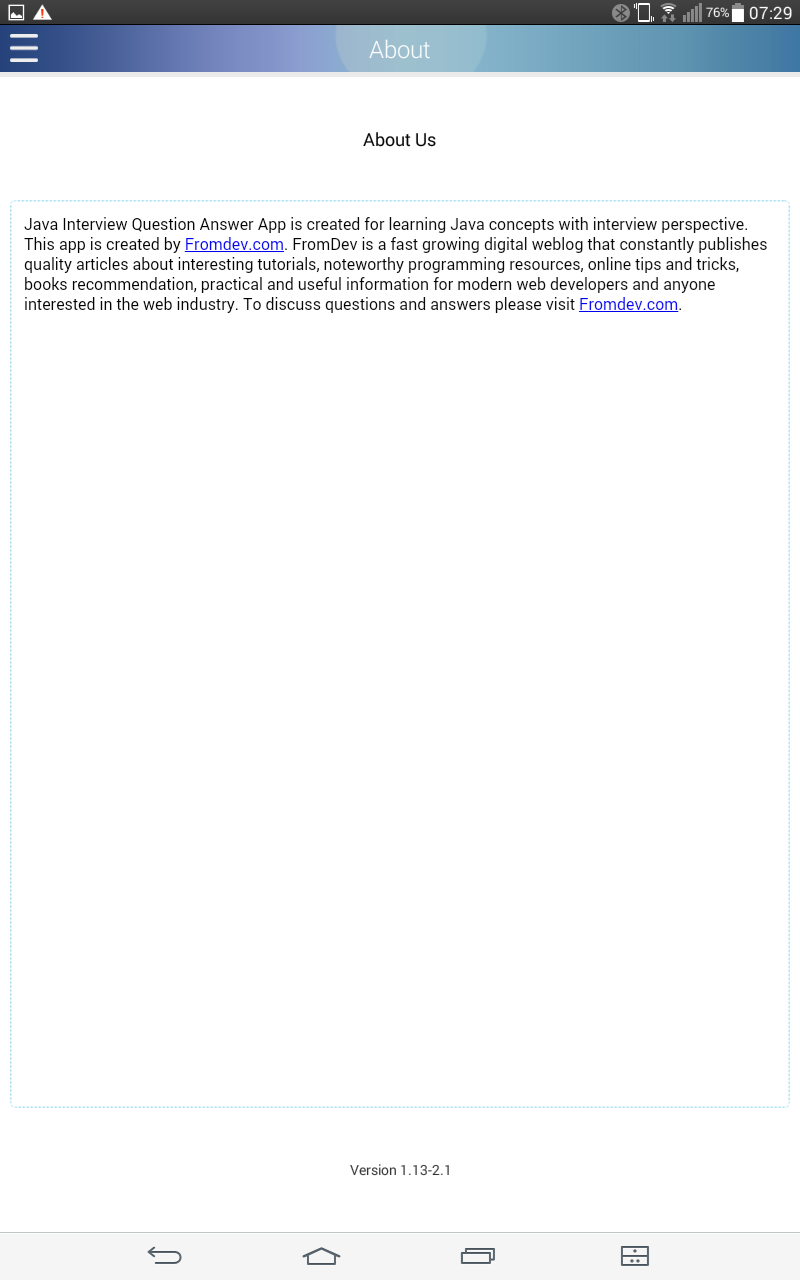 76% 07:29
About
About Us
Java Interview Question Answer App is created for learning Java concepts with interview perspective.
This app is created by Fromdev.com. FromDev is a fast growing digital weblog that constantly publishes
quality articles about interesting tutorials, noteworthy programming resources, online tips and tricks,
books recommendation, practical and useful information for modern web developers and anyone
interested in the web industry. To discuss questions and answers please visit Fromdev.com.
Version 1.13-2.1